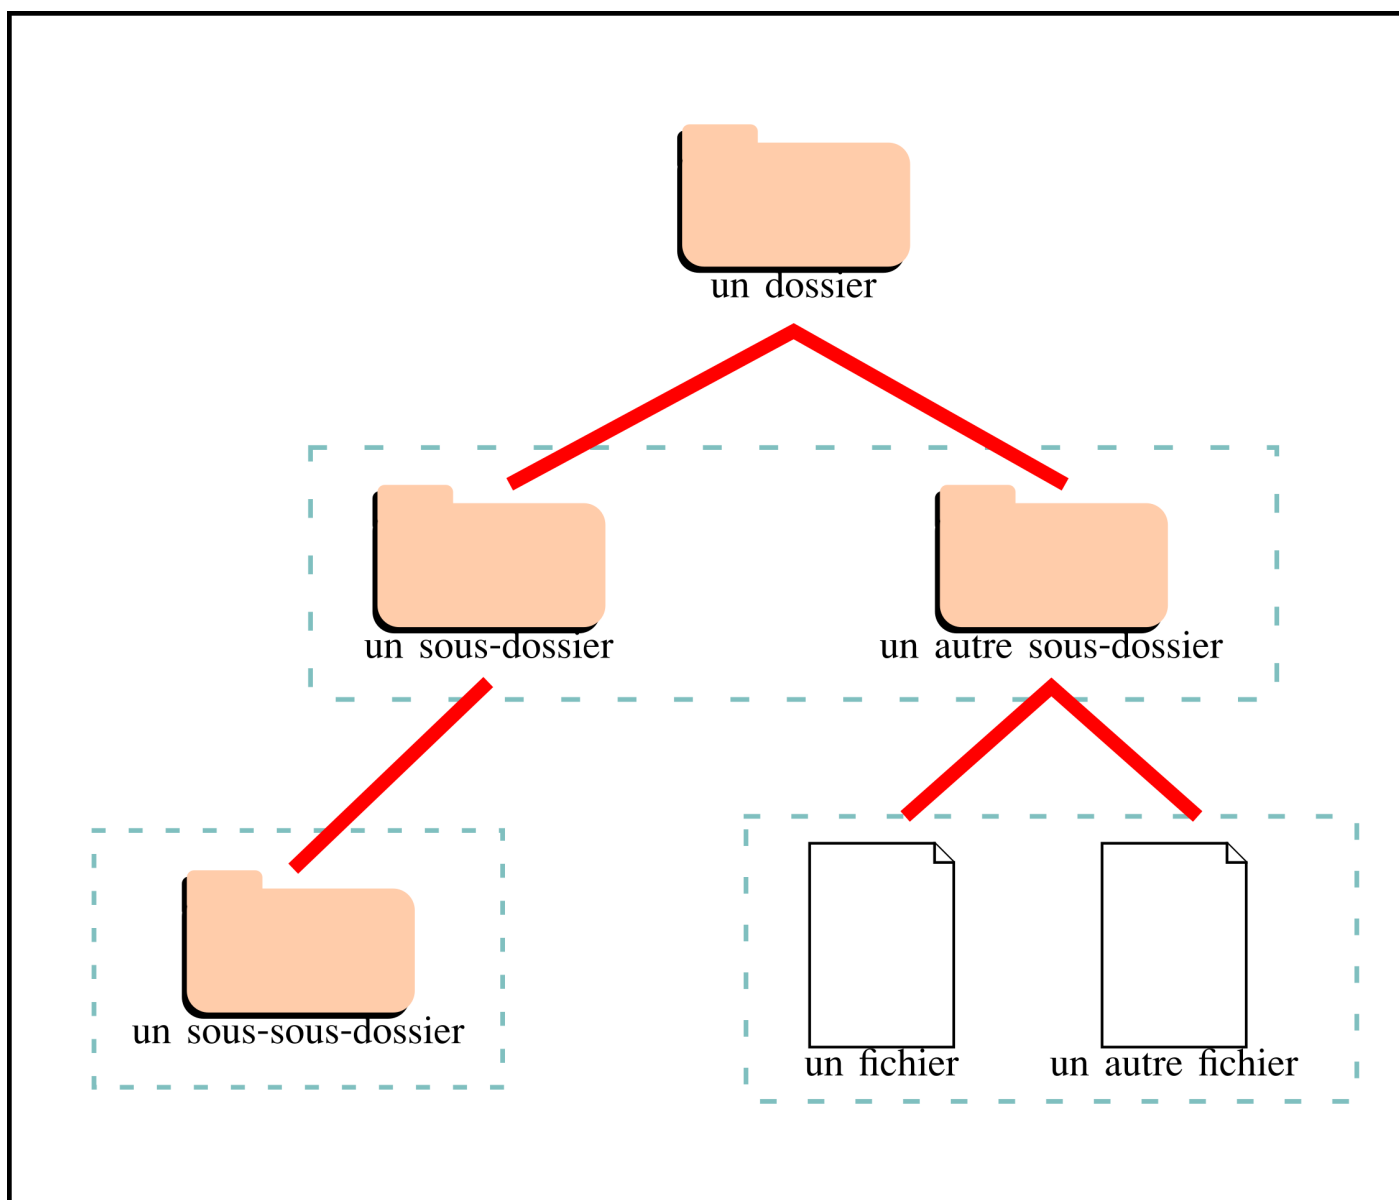 un dossier
un sous-dossier
un autre sous-dossier
un sous-sous-dossier
un fichier
un autre fichier